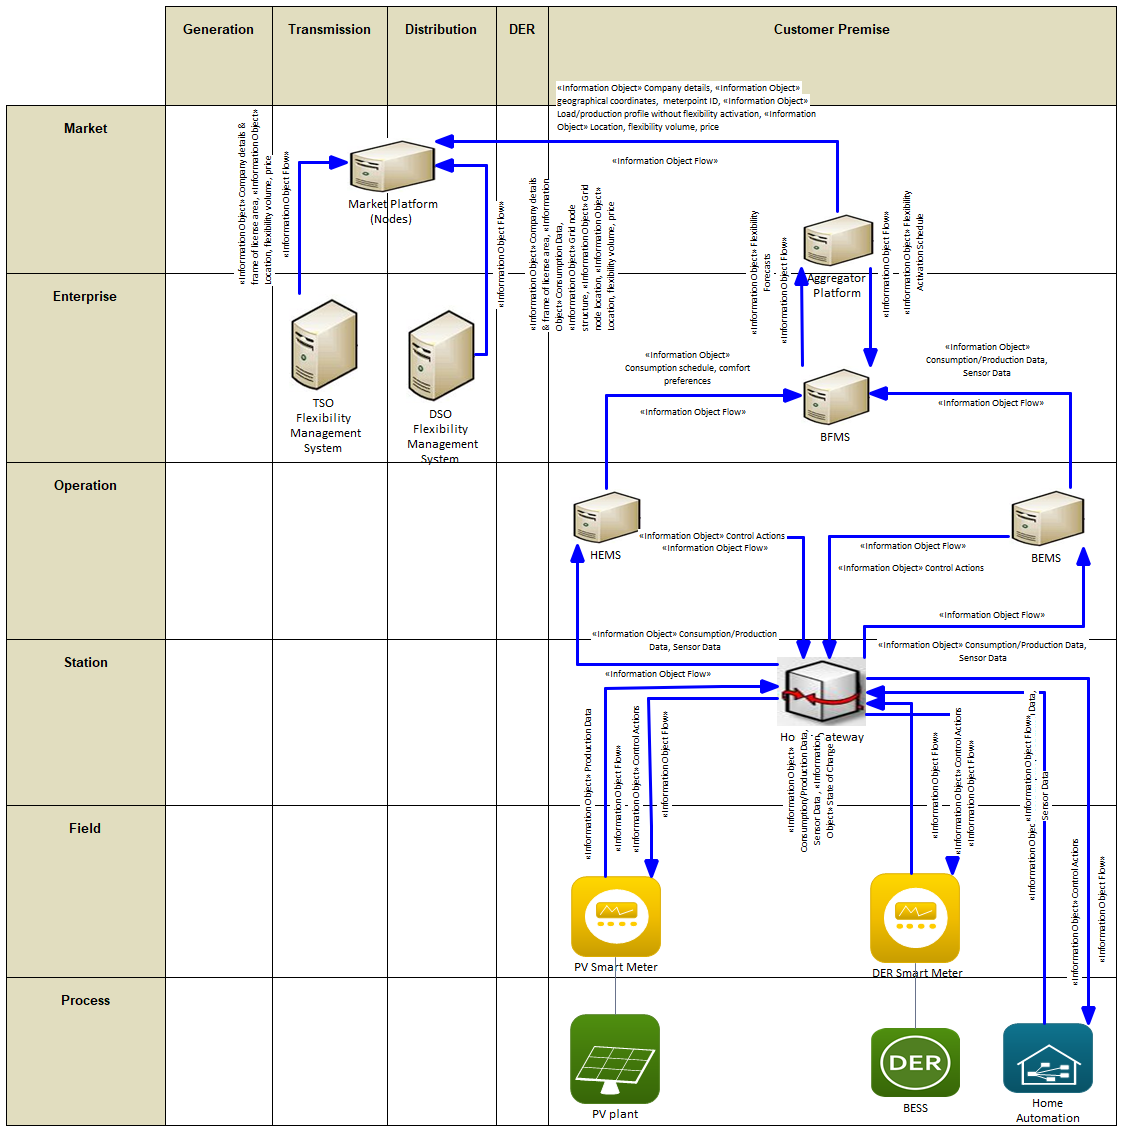 Generation
Transmission
Distribution
DER
Customer Premise
Market
Enterprise
Operation
Station
Field
Process
«Information Object» Company details, «Information Object»
geographical coordinates, meterpoint ID, «Information Object»
Load/production profile without flexibility activation, «Information
Object» Location, flexibility volume, price
«Information Object Flow»
«Information Object» Company details &
frame of license area, «Information Object»
Location, flexibility volume, price
«Information Object Flow»
Market Platform
(Nodes)
«Information Object Flow»
«Information Object» Company details
& frame of license area, «Information
Object» Consumption Data,
«Information Object» Grid node
structure, «Information Object» Grid
node location, «Information Object»
Location, flexibility volume, price
«Information Object» Flexibility
Forecasts
«Information Object Flow»
Aggregator
Platform
«Information Object Flow»
«Information Object» Flexibility
Activation Schedule
TSO
Flexibility
Management
System
DSO
Flexibility
Management
System
«Information Object»
Consumption schedule, comfort
preferences
«Information Object Flow»
BFMS
«Information Object»
Consumption/Production Data,
Sensor Data
«Information Object Flow»
HEMS
«Information Object» Control Actions
«Information Object Flow»
«Information Object Flow»
«Information Object» Control Actions
BEMS
«Information Object Flow»
«Information Object» Consumption/Production
Data, Sensor Data
«Information Object Flow»
«Information Object» Consumption/Production Data,
Sensor Data
«Information Object» Production Data
«Information Object Flow»
«Information Object» Control Actions
«Information Object Flow»
«Information Object»
Consumption/Production Data,
Sensor Data, «Information
Object» State of Charge
«Information Object Flow»
«Information Object» Control Actions
«Information Object Flow»
«Information Object Flow»
Data,
Sensor Data
«Information Object» Control Actions
«Information Object Flow»
PV Smart Meter
DER Smart Meter
PV plant
DER
BESS
Home
Automation